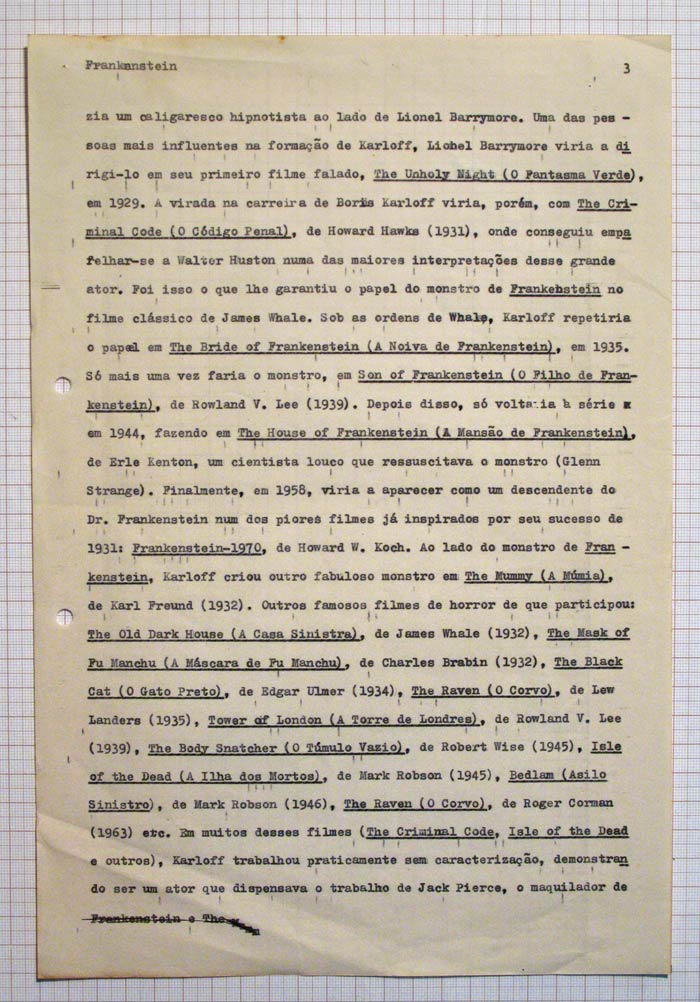 Frankenstein 3
zia um caligaresco hipnotista ao lado de Lionel Barrymore. Uma das pes -
soas mais influentes na formação de Karloff, Liohel Barrymore viria a di
rigi-lo em seu primeiro filme falado, The Unholy Night (O Fantasma Verde),
em 1929. A virada na carreira de Boris Karloff viria, porém, com The Cri-
minal Code (O Código Penal), de Howard Hawks (1931), onde conseguiu empa
felhar-se a Walter Huston numa das maiores interpretações desse grande
ator. Foi isso o que lhe garantiu o papel do monstro de Frankenstein no
filme clássico de James Whale. Sob as ordens de Whale, Karloff repetiria
o papel em The Bride of Frankenstein (A Noiva de Frankenstein), em 1935.
Só mais uma vez faria o monstro, em Son of Frankenstein (O Filho de Fran-
kenstein), de Rowland V. Lee (1939). Depois disso, só voltaria à série x
em 1944, fazendo em The House of Frankenstein (A Mansão de Frankenstein),
de Erle Kenton, um cientista louco que ressuscitava o monstro (Glenn
Strange). Finalmente, em 1958, viria a aparecer como um descendente do
Dr. Frankenstein num dos piores filmes já inspirados por seu sucesso de
1931: Frankenstein-1970, de Howard W. Koch. Ao lado do monstro de Fran -
kenstein, Karloff criou outro fabuloso monstro em The Mummy (A Múmia),
de Karl Freund (1932). Outros famosos filmes de horror de que participou:
The Old Dark House (A Casa Sinistra), de James Whale (1932), The Mask of
Fu Manchu (A Máscara de Fu Manchu), de Charles Brabin (1932), The Black
Cat (O Gato Preto), de Edgar Ulmer (1934), The Raven (O Corvo), de Lew
Landers (1935), Tower of London (A Torre de Londres), de Rowland V. Lee
(1939), The Body Snatcher (O Túmulo Vazio), de Robert Wise (1945), Isle
of the Dead (A Ilha dos Mortos), de Mark Robson (1945), Bedlam (Asilo
Sinistro), de Mark Robson (1946), The Raven (O Corvo), de Roger Corman
(1963) etc. Em muitos desses filmes (The Criminal Code, Isle of the Dead
e outros), Karloff trabalhou praticamente sem caracterização, demonstran
do ser um ator que dispensava o trabalho de Jack Pierce, o maquilador de
Frankenstein e The